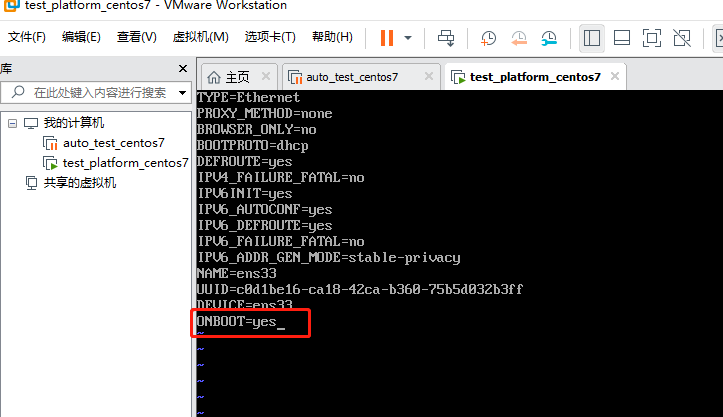 test_platform_centos7 - VMware Workstation
文件(F) 编辑(E) 查看(V) 虚拟机(M) 选项卡(T) 帮助(H)
库
在此处键入内容进行搜索
我的计算机
auto_test_centos7
test_platform_centos7
共享的虚拟机
主页 auto_test_centos7 test_platform_centos7
TYPE=Ethernet
PROXY_METHOD=none
BROWSER_ONLY=no
BOOTPROTO=dhcp
DEFROUTE=yes
IPV4_FAILURE_FATAL=no
IPV6INIT=yes
IPV6_AUTOCONF=yes
IPV6_DEFROUTE=yes
IPV6_FAILURE_FATAL=no
IPV6_ADDR_GEN_MODE=stable-privacy
NAME=ens33
UUID=c0d1be16-ca18-42ca-b360-75b5d032b3ff
DEVICE=ens33
ONBOOT=yes_
~
~
~
~
~
~